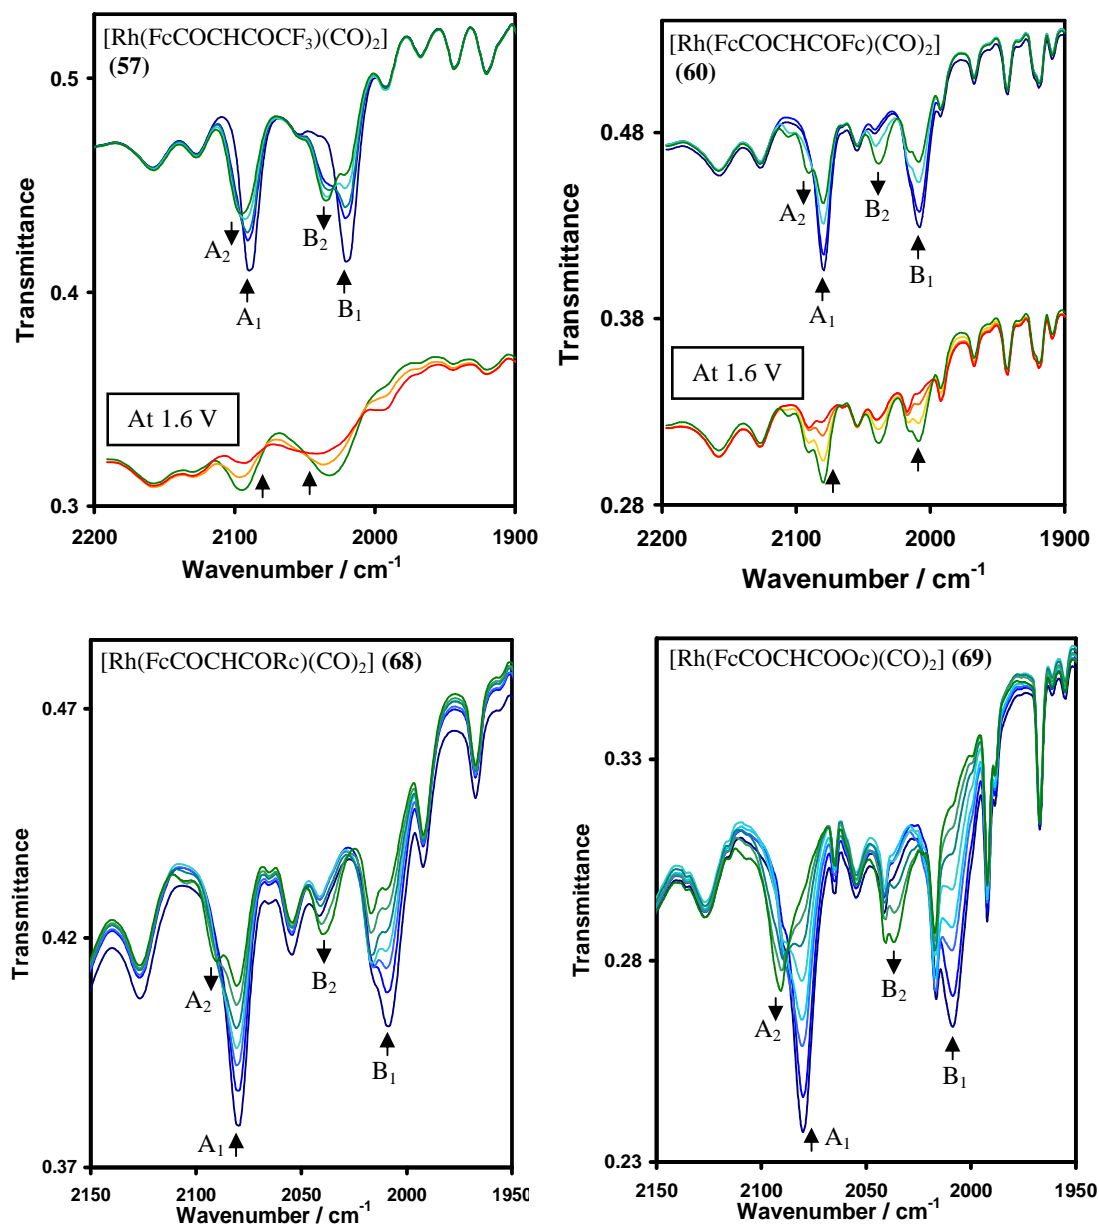 [Rh(FcCOCHCOCF₃)(CO)₂]
(57)
0.5
0.4
0.3
Transmittance
A₂
A₁
B₂
B₁
At 1.6 V
2200
2100
2000
1900
Wavenumber / cm⁻¹
[Rh(FcCOCHCOFc)(CO)₂]
(60)
0.48
0.38
0.28
Transmittance
A₂
A₁
B₂
B₁
At 1.6 V
2200
2100
2000
1900
Wavenumber / cm⁻¹
[Rh(FcCOCHCORc)(CO)₂] (68)
0.47
0.42
0.37
Transmittance
A₂
A₁
B₂
B₁
2150
2100
2050
2000
1950
Wavenumber / cm⁻¹
[Rh(FcCOCHCOOc)(CO)₂] (69)
0.33
0.28
0.23
Transmittance
A₂
A₁
B₂
B₁
2150
2100
2050
2000
1950
Wavenumber / cm⁻¹